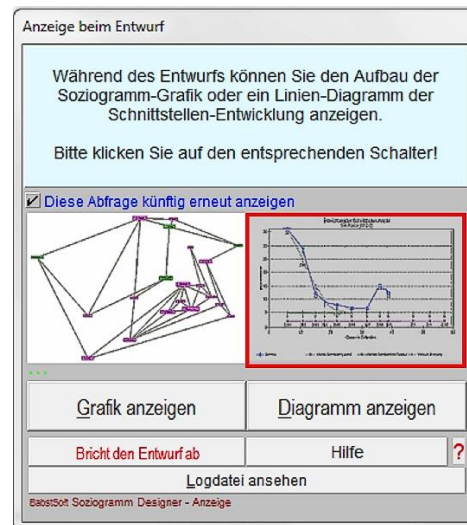 Anzeige beim Entwurf
Während des Entwurfs können Sie den Aufbau der
Soziogramm-Grafik oder ein Linien-Diagramm der
Schnittstellen-Entwicklung anzeigen.
Bitte klicken Sie auf den entsprechenden Schalter!
Diese Abfrage künftig erneut anzeigen
Grafik anzeigen
Diagramm anzeigen
Bricht den Entwurf ab
Hilfe
?
Logdatei ansehen
BabstSoft Soziogramm Designer - Anzeige